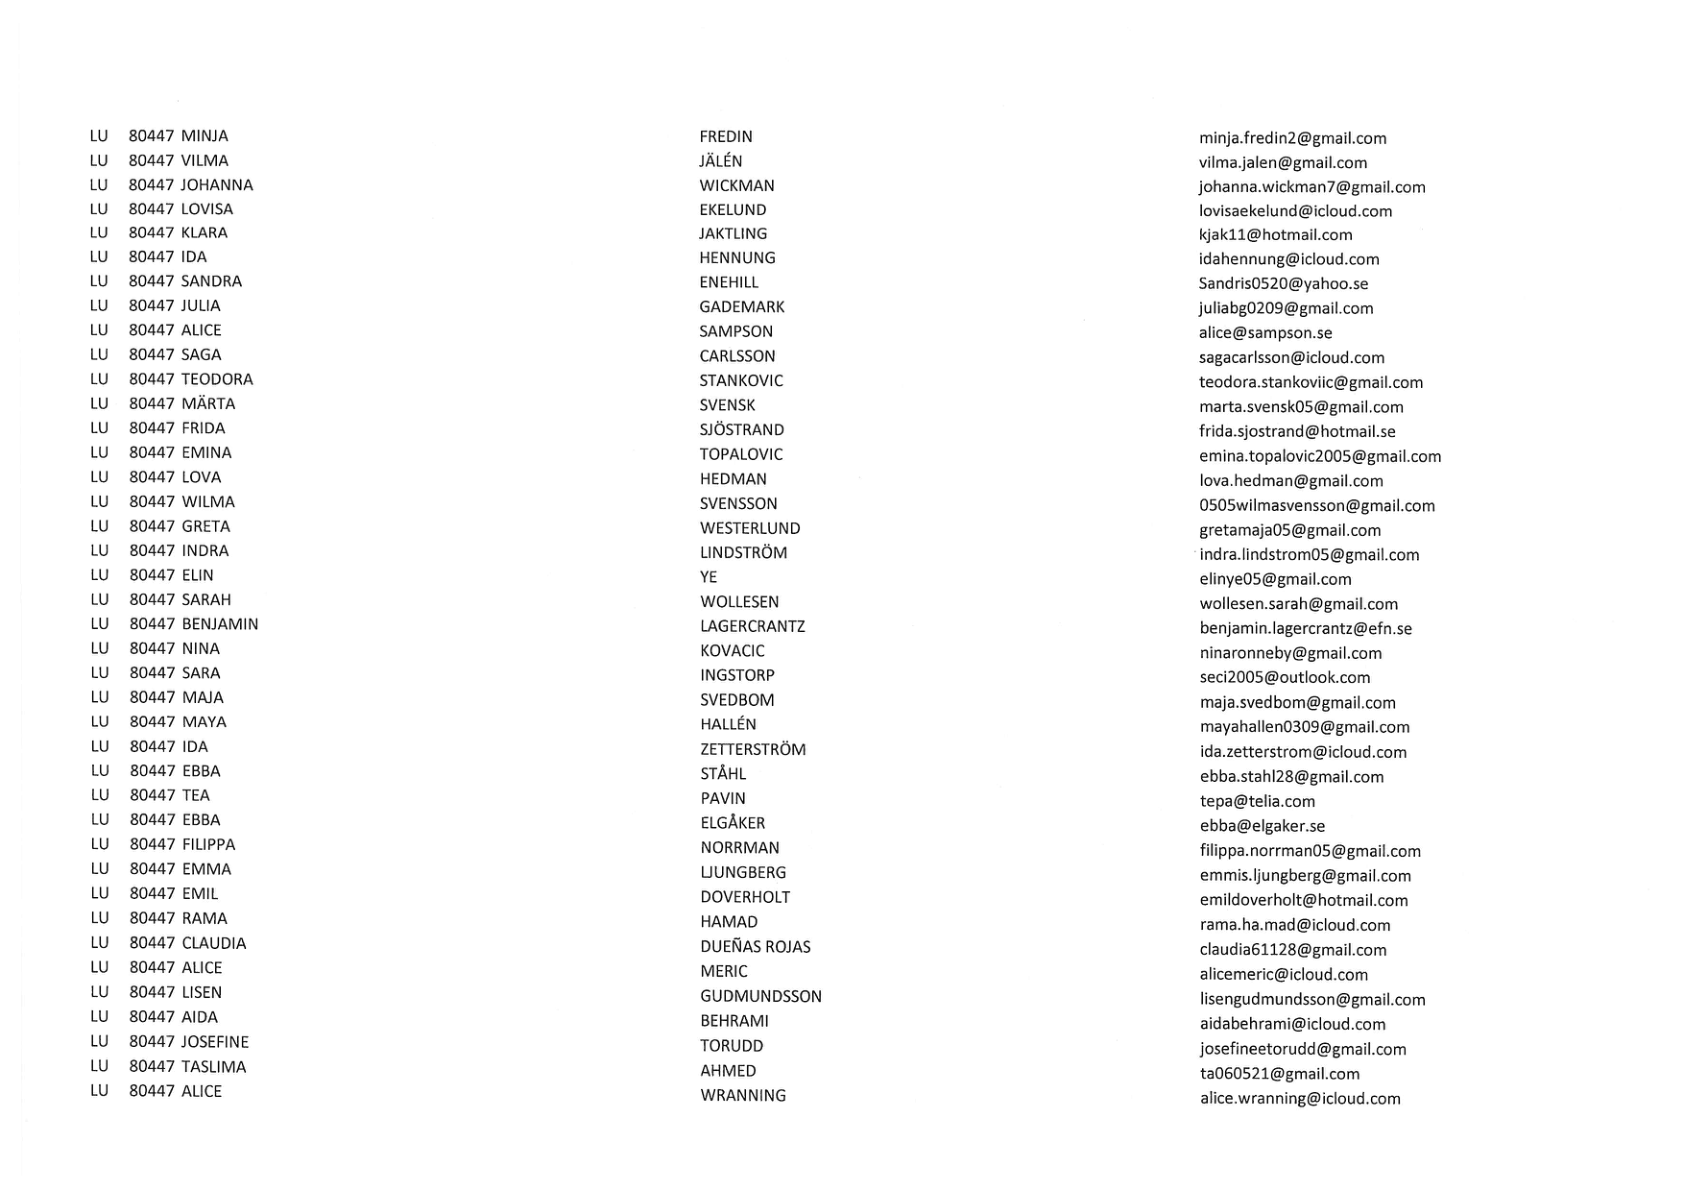 LU 80447 MINJA FREDIN minja.fredin2@gmail.com
LU 80447 VILMA JÄLÉN vilma.jalen@gmail.com
LU 80447 JOHANNA WICKMAN johanna.wickman7@gmail.com
LU 80447 LOVISA EKELUND lovisaekelund@icloud.com
LU 80447 KLARA JAKTLING kjak11@hotmail.com
LU 80447 IDA HENNUNG idahennung@icloud.com
LU 80447 SANDRA ENEHILL Sandris0520@yahoo.se
LU 80447 JULIA GADEMARK juliabg0209@gmail.com
LU 80447 ALICE SAMPSON alice@sampson.se
LU 80447 SAGA CARLSSON sagacarlsson@icloud.com
LU 80447 TEODORA STANKOVIC teodora.stankoviic@gmail.com
LU 80447 MÄRTA SVENSK marta.svensk05@gmail.com
LU 80447 FRIDA SJÖSTRAND frida.sjostrand@hotmail.se
LU 80447 EMINA TOPALOVIC emina.topalovic2005@gmail.com
LU 80447 LOVA HEDMAN lova.hedman@gmail.com
LU 80447 WILMA SVENSSON 0505wilmasvensson@gmail.com
LU 80447 GRETA WESTERLUND gretamaja05@gmail.com
LU 80447 INDRA LINDSTRÖM indra.lindstrom05@gmail.com
LU 80447 ELIN YE elinye05@gmail.com
LU 80447 SARAH WOLLESEN wollesen.sarah@gmail.com
LU 80447 BENJAMIN LAGERCRANTZ benjamin.lagercrantz@efn.se
LU 80447 NINA KOVACIC ninaronneby@gmail.com
LU 80447 SARA INGSTORP seci2005@outlook.com
LU 80447 MAJA SVEDBOM maja.svedbom@gmail.com
LU 80447 MAYA HALLÉN mayahallen0309@gmail.com
LU 80447 IDA ZETTERSTRÖM ida.zetterstrom@icloud.com
LU 80447 EBBA STÅHL ebba.stahl28@gmail.com
LU 80447 TEA PAVIN tepa@telia.com
LU 80447 EBBA ELGÅKER ebba@elgaker.se
LU 80447 FILIPPA NORRMAN filippa.norrman05@gmail.com
LU 80447 EMMA LJUNGBERG emmis.ljungberg@gmail.com
LU 80447 EMIL DOVERHOLT emildoverholt@hotmail.com
LU 80447 RAMA HAMAD rama.ha.mad@icloud.com
LU 80447 CLAUDIA DUEÑAS ROJAS claudia61128@gmail.com
LU 80447 ALICE MERIC alicemeric@icloud.com
LU 80447 LISEN GUDMUNDSSON lisengudmundsson@gmail.com
LU 80447 AIDA BEHRAMI aidabehrami@icloud.com
LU 80447 JOSEFINE TORUDD josefineetorudd@gmail.com
LU 80447 TASLIMA AHMED ta060521@gmail.com
LU 80447 ALICE WRANNING alice.wranning@icloud.com